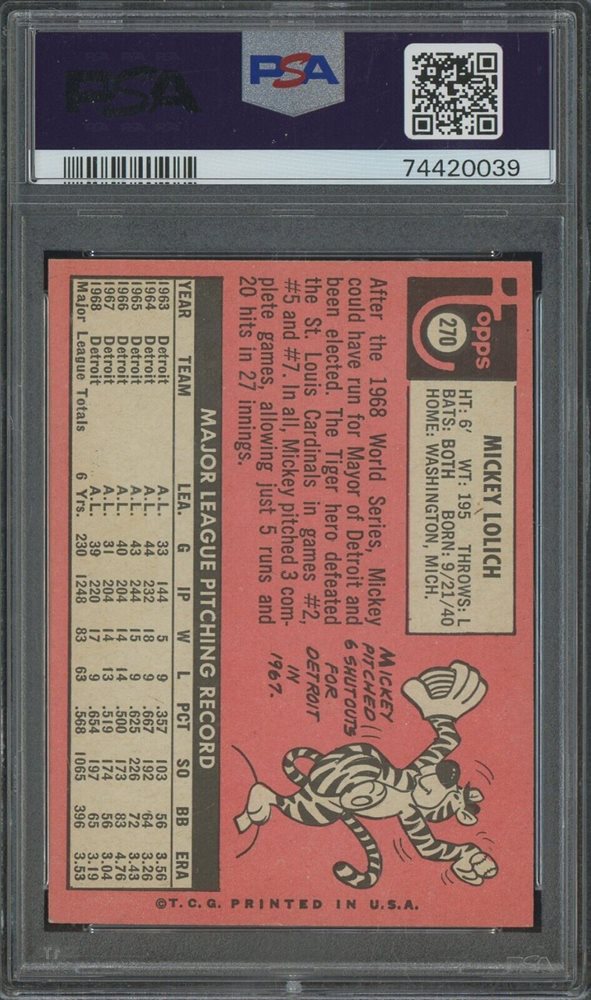 PSA
PSA
74420039
Topps
270
MICKEY LOLICH
HT: 6' WT: 195 THROWS: L
BATS: BOTH BORN: 9/21/40
HOME: WASHINGTON, MICH.
After the 1968 World Series, Mickey
could have run for Mayor of Detroit and
been elected. The Tiger hero defeated
the St. Louis Cardinals in games #2,
#5 and #7. In all, Mickey pitched 3 com-
plete games, allowing just 5 runs and
20 hits in 27 innings.
MICKEY
PITCHED
6 SHUTOUTS
FOR
DETROIT
IN
1967.
MAJOR LEAGUE PITCHING RECORD
YEAR TEAM LEA. G IP W L PCT SO BB ERA
1963 Detroit A.L. 33 144 5 9 .357 103 56 3.56
1964 Detroit A.L. 44 232 18 9 .667 192 64 3.26
1965 Detroit A.L. 43 244 15 9 .625 226 72 3.43
1966 Detroit A.L. 40 204 14 14 .500 173 83 4.76
1967 Detroit A.L. 31 204 14 13 .519 174 56 3.04
1968 Detroit A.L. 39 220 17 9 .654 197 65 3.19
Major League Totals 6 Yrs. 230 1248 83 63 .568 1065 396 3.53
©T.C.G. PRINTED IN U.S.A.